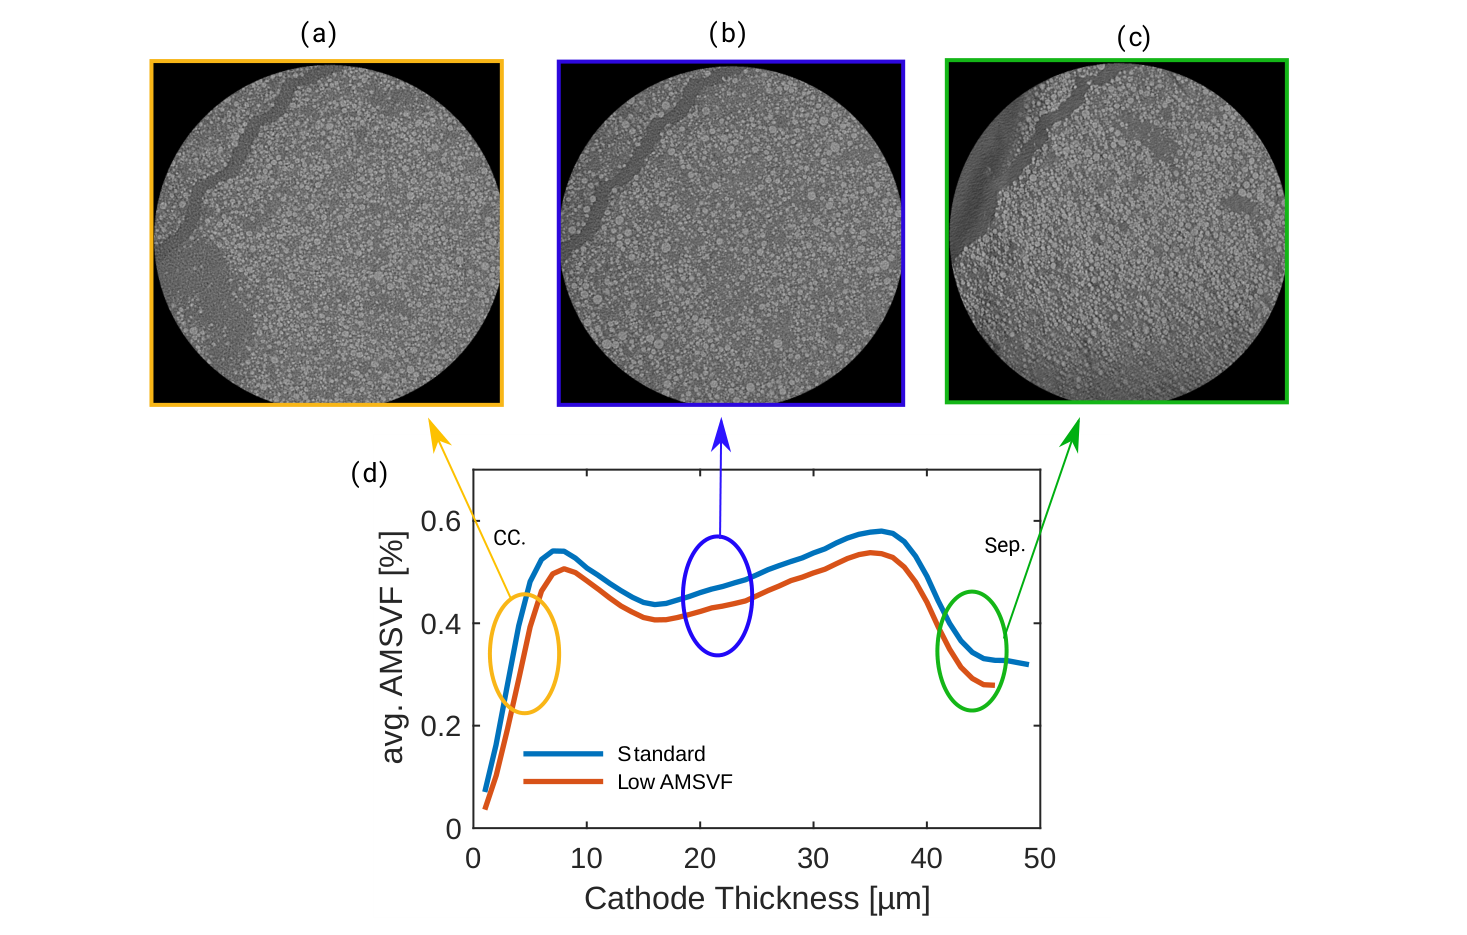 (a)
(b)
(c)
(d)
avg. AMSVF [%]
0.6
0.4
0.2
0
CC.
Sep.
Standard
Low AMSVF
0 10 20 30 40 50
Cathode Thickness [µm]